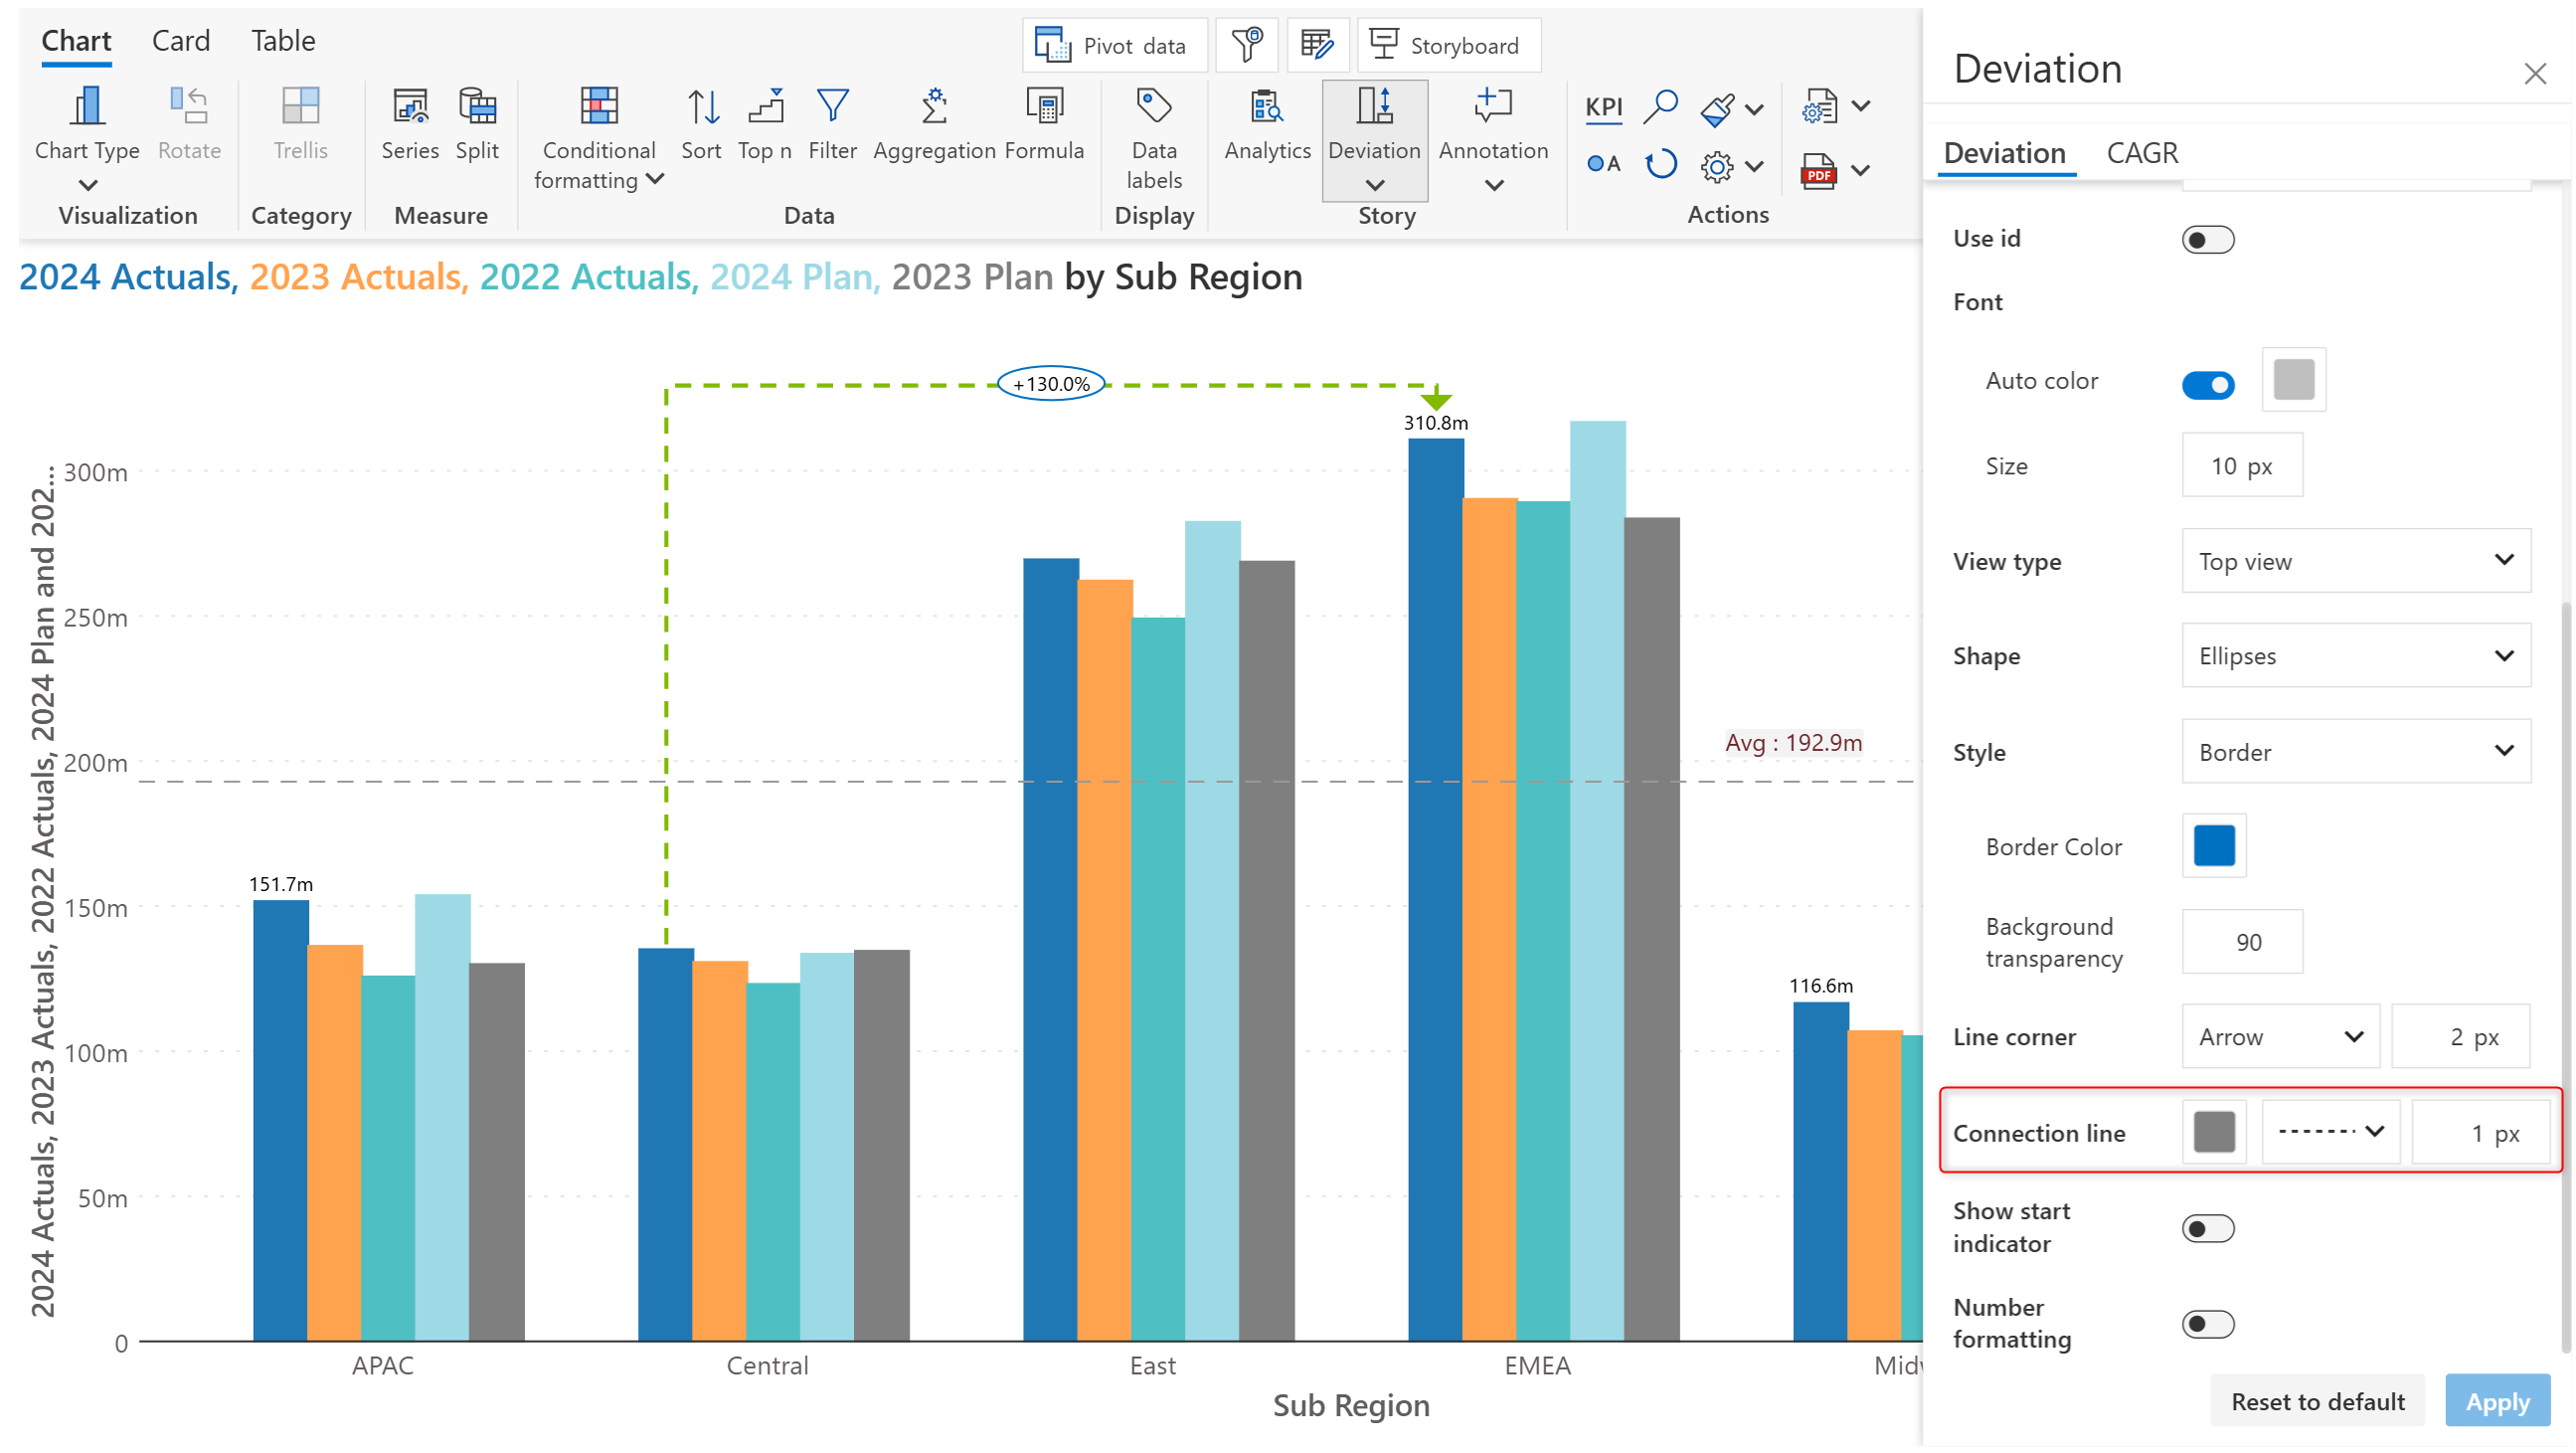 Chart Card Table
Pivot data
Storyboard
Chart Type
Rotate
Visualization
Trellis
Category
Series
Split
Measure
Conditional
formatting
Sort
Top n
Filter
Aggregation
Formula
Data
Data
labels
Display
Analytics
Deviation
Annotation
Story
KPI
A
PDF
Actions
2024 Actuals, 2023 Actuals, 2022 Actuals, 2024 Plan, 2023 Plan by Sub Region
2024 Actuals, 2023 Actuals, 2022 Actuals, 2024 Plan and 202...
300m
250m
200m
150m
100m
50m
0
+130.0%
310.8m
Avg : 192.9m
151.7m
116.6m
APAC
Central
East
EMEA
Sub Region
Deviation
Deviation CAGR
Use id
Font
Auto color
Size 10 px
View type Top view
Shape Ellipses
Style Border
Border Color
Background
transparency
90
Line corner Arrow 2 px
Connection line 1 px
Show start
indicator
Number
formatting
Reset to default
Apply